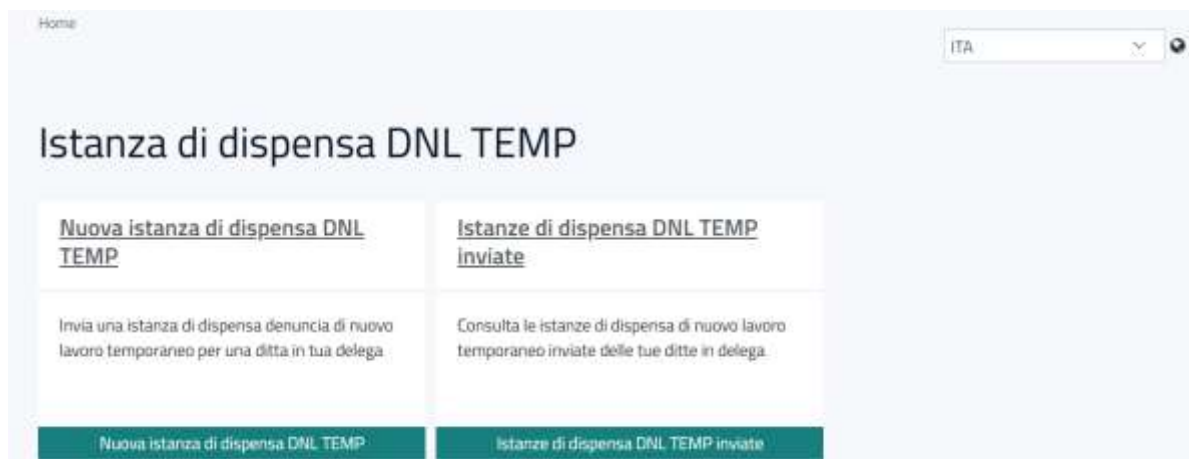 Home
ITA
Istanza di dispensa DNL TEMP
Nuova istanza di dispensa DNL
TEMP
Istanze di dispensa DNL TEMP
inviate
Invia una istanza di dispensa denuncia di nuovo
lavoro temporaneo per una ditta in tua delega
Consulta le istanze di dispensa di nuovo lavoro
temporaneo inviate delle tue ditte in delega
Nuova istanza di dispensa DNL TEMP
Istanze di dispensa DNL TEMP inviate